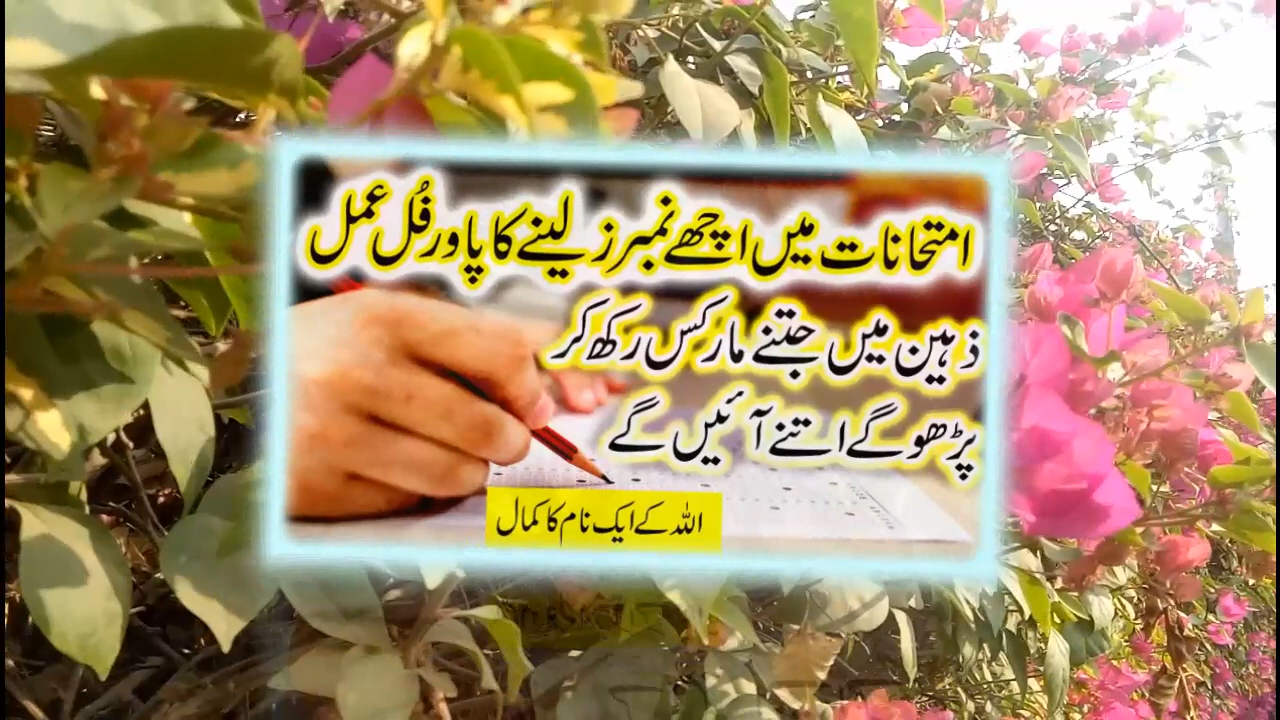 امتحانات میں اچھے نمبرز لینے کا پاور فُل عمل
ذہین میں جتنے مارکس رکھ کر
پڑھو گے اتنے آئیں گے
اللہ کے ایک نام کا کمال